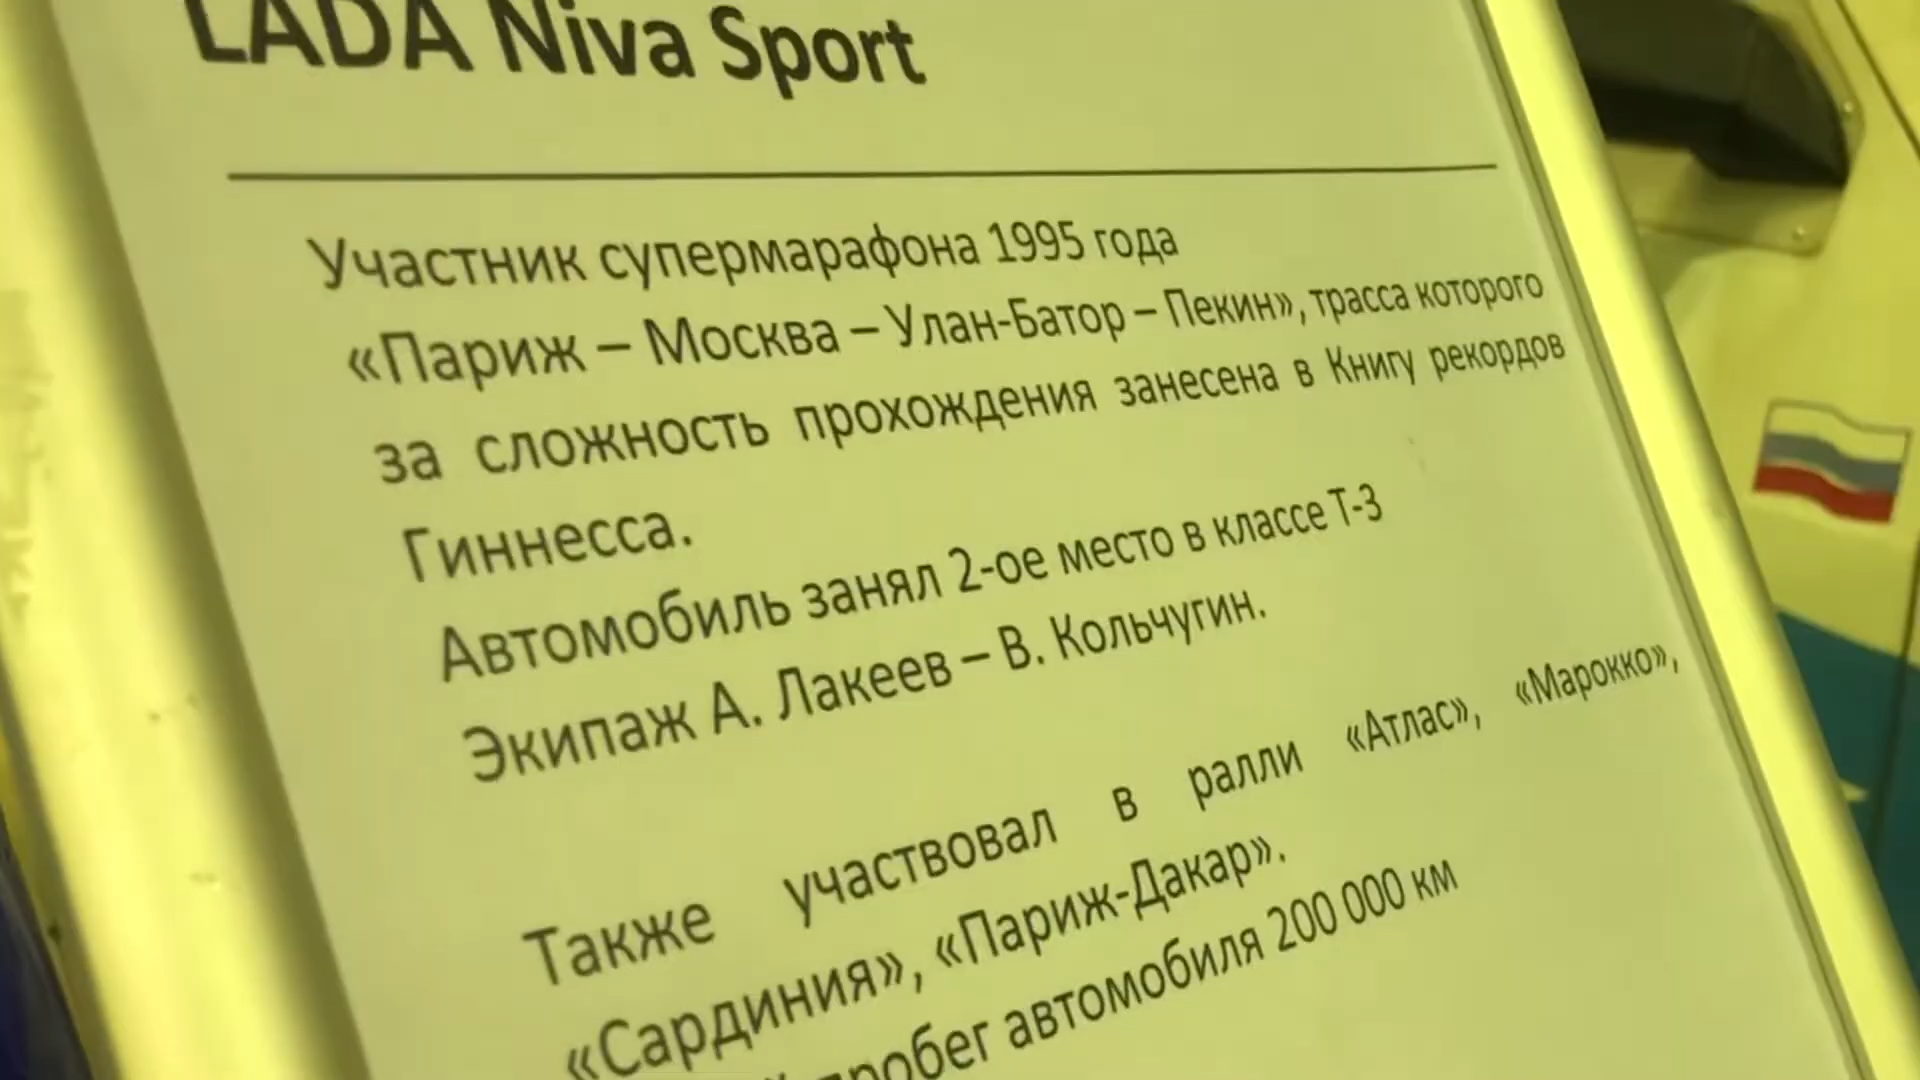 LADA Niva Sport
Участник супермарафона 1995 года
«Париж – Москва – Улан-Батор – Пекин», трасса которого
за сложность прохождения занесена в Книгу рекордов
Гиннесса.
Автомобиль занял 2-ое место в классе Т-3
Экипаж А. Лакеев – В. Кольчугин.
Также участвовал в ралли «Атлас», «Марокко»,
«Сардиния», «Париж-Дакар».
пробег автомобиля 200 000 км